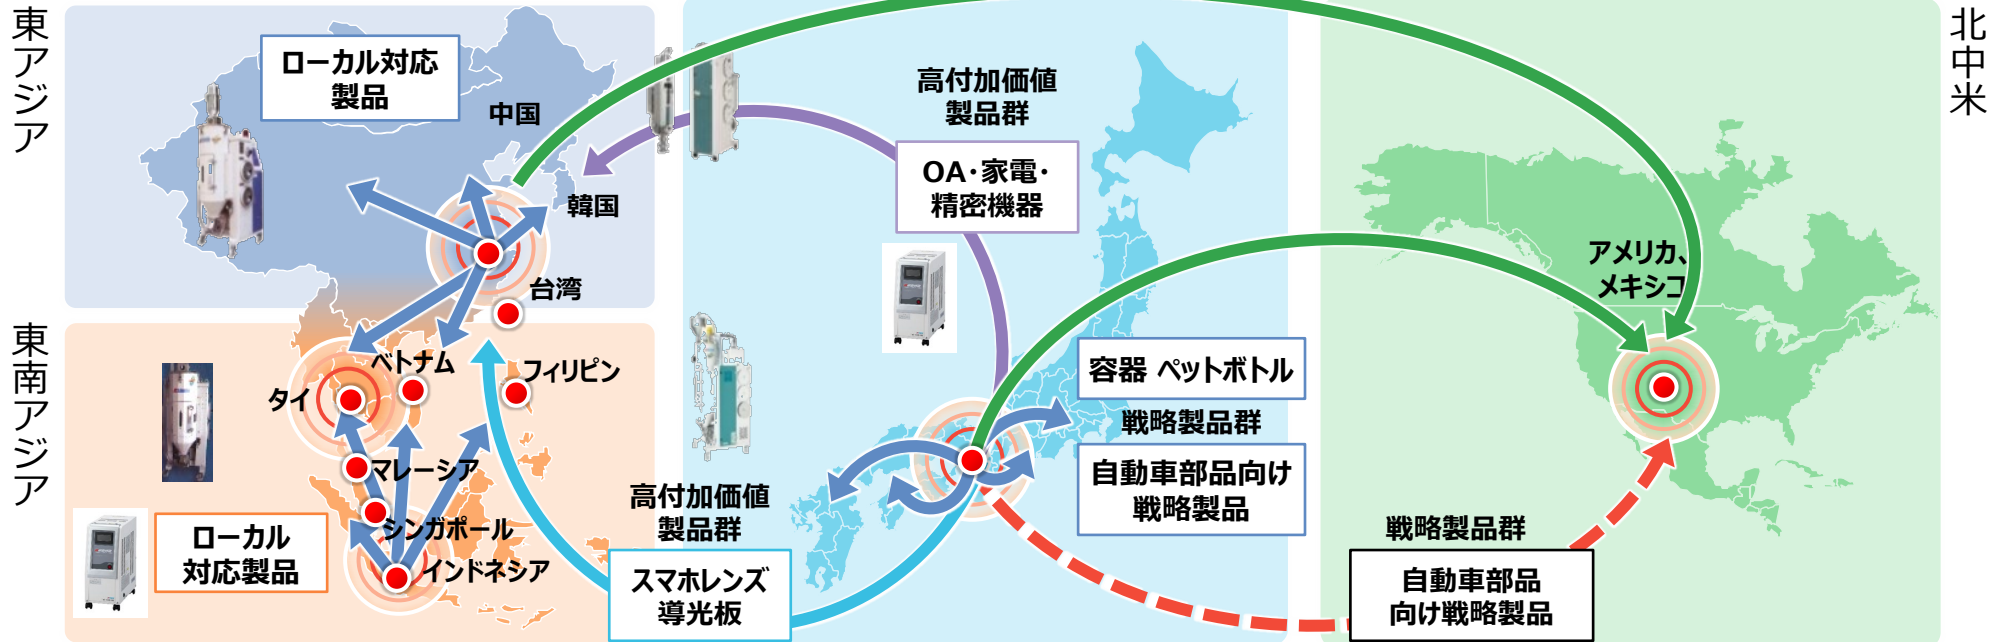 東アジア
ローカル対応
製品
中国
韓国
台湾
東南アジア
ベトナム
フィリピン
タイ
マレーシア
シンガポール
インドネシア
ローカル
対応製品
高付加価値
製品群
OA・家電・
精密機器
容器 ペットボトル
戦略製品群
自動車部品向け
戦略製品
高付加価値
製品群
スマホレンズ
導光板
北中米
アメリカ、
メキシコ
戦略製品群
自動車部品
向け戦略製品